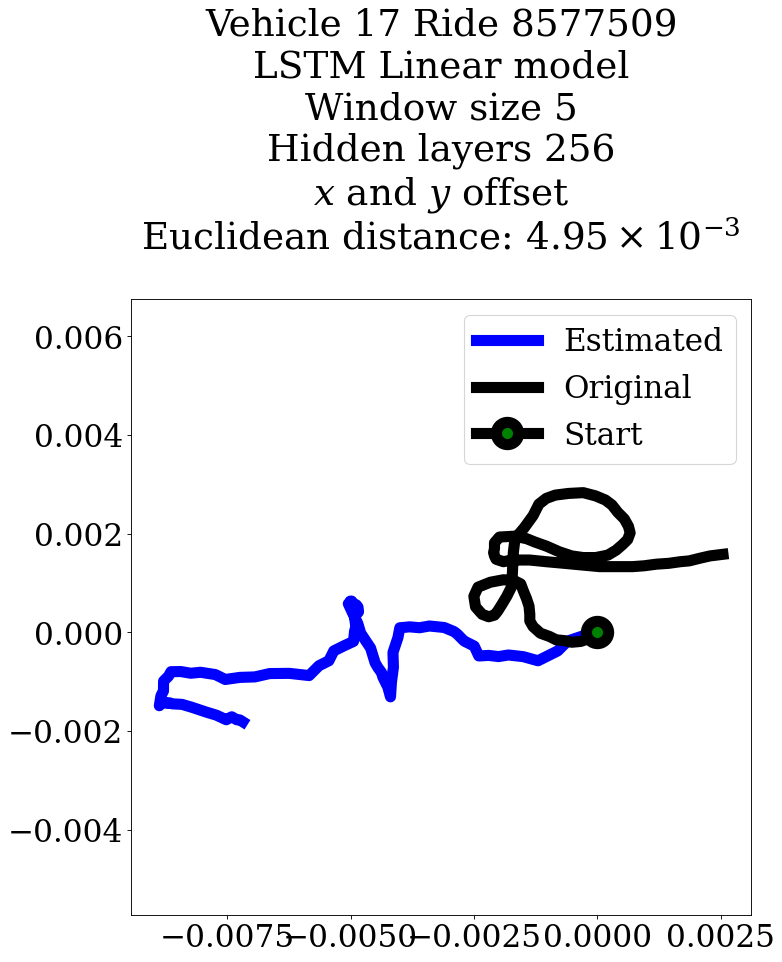 Vehicle 17 Ride 8577509
LSTM Linear model
Window size 5
Hidden layers 256
x and y offset
Euclidean distance: 4.95 × 10⁻³
Estimated
Original
Start
0.006
0.004
0.002
0.000
−0.002
−0.004
−0.0075
−0.0050
−0.0025
0.0000
0.0025